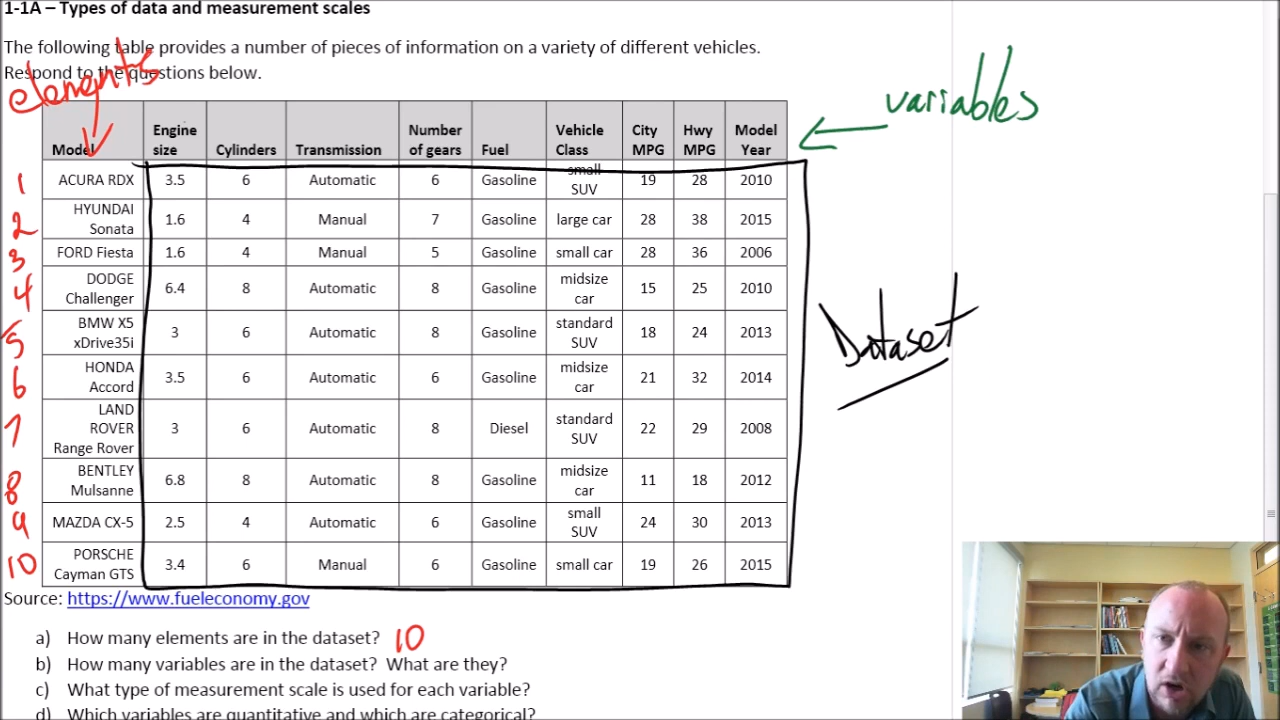 1-1A – Types of data and measurement scales
The following table provides a number of pieces of information on a variety of different vehicles.
Respond to the questions below.
elements
variables
Model Engine size Cylinders Transmission Number of gears Fuel Vehicle Class City MPG Hwy MPG Model Year
1 ACURA RDX 3.5 6 Automatic 6 Gasoline small SUV 19 28 2010
2 HYUNDAI Sonata 1.6 4 Manual 7 Gasoline large car 28 38 2015
3 FORD Fiesta 1.6 4 Manual 5 Gasoline small car 28 36 2006
4 DODGE Challenger 6.4 8 Automatic 8 Gasoline midsize car 15 25 2010
5 BMW X5 xDrive35i 3 6 Automatic 8 Gasoline standard SUV 18 24 2013
Dataset
6 HONDA Accord 3.5 6 Automatic 6 Gasoline midsize car 21 32 2014
7 LAND ROVER Range Rover 3 6 Automatic 8 Diesel standard SUV 22 29 2008
8 BENTLEY Mulsanne 6.8 8 Automatic 8 Gasoline midsize car 11 18 2012
9 MAZDA CX-5 2.5 4 Automatic 6 Gasoline small SUV 24 30 2013
10 PORSCHE Cayman GTS 3.4 6 Manual 6 Gasoline small car 19 26 2015
Source: https://www.fueleconomy.gov
a) How many elements are in the dataset? 10
b) How many variables are in the dataset? What are they?
c) What type of measurement scale is used for each variable?
d) Which variables are quantitative and which are categorical?